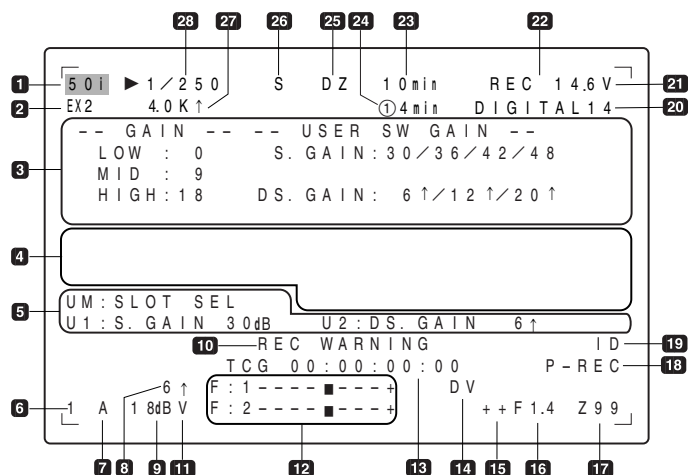 28 27 26 25 24 23 22
1 50i ▶1/250 S DZ 10min REC 14.6V 21
2 EX2 4.0K↑ ①4min DIGITAL14 20
-- GAIN -- -- USER SW GAIN --
LOW : 0 S. GAIN:30/36/42/48
3 MID : 9
HIGH:18 DS. GAIN: 6↑/12↑/20↑
4
5 UM:SLOT SEL
U1:S. GAIN 30dB U2:DS. GAIN 6↑
10 REC WARNING ID 19
TCG 00:00:00:00 P-REC 18
6↑ F:1----■---+ DV
6 1 A 18dB V F:2----■---+ ++F1.4 Z99
7 8 9 11 12 13 14 15 16 17